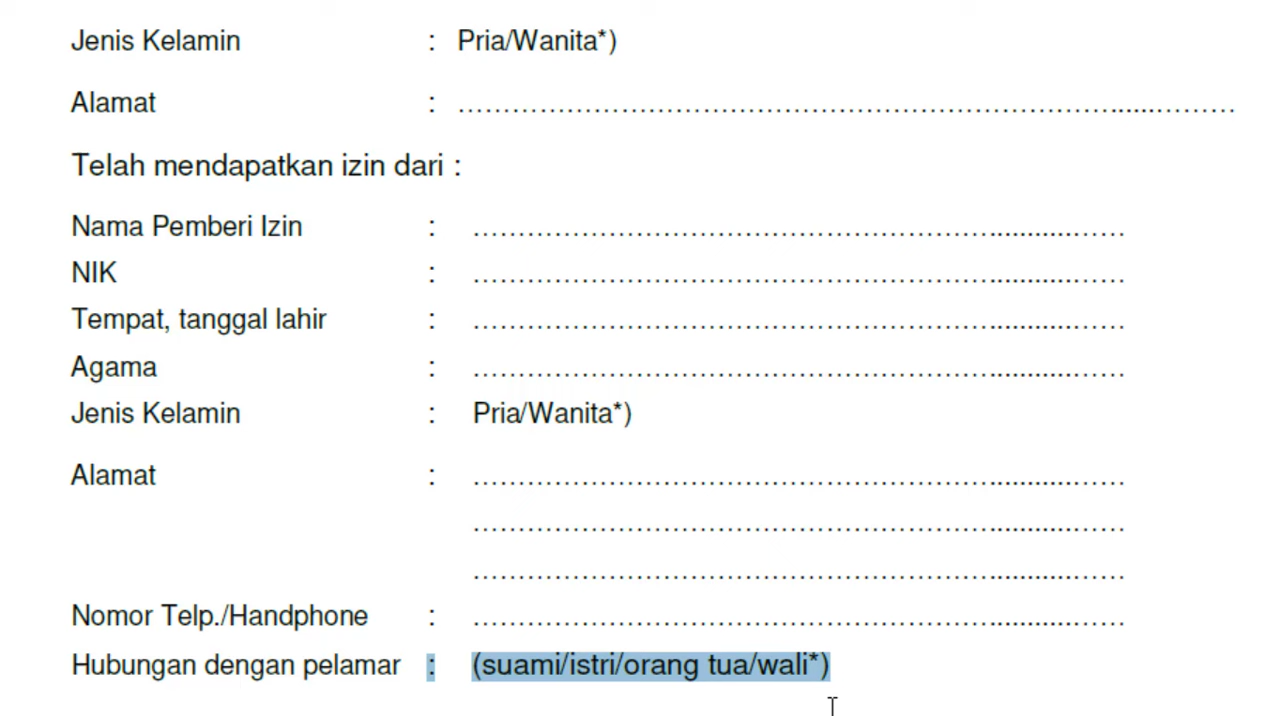 Jenis Kelamin : Pria/Wanita*)
Alamat : ………………………………………………………………......………
Telah mendapatkan izin dari :
Nama Pemberi Izin : …………………………………………………...........……
NIK : …………………………………………………...........……
Tempat, tanggal lahir : …………………………………………………...........……
Agama : …………………………………………………...........……
Jenis Kelamin : Pria/Wanita*)
Alamat : …………………………………………………...........……
…………………………………………………...........……
…………………………………………………...........……
Nomor Telp./Handphone : …………………………………………………...........……
Hubungan dengan pelamar : (suami/istri/orang tua/wali*)